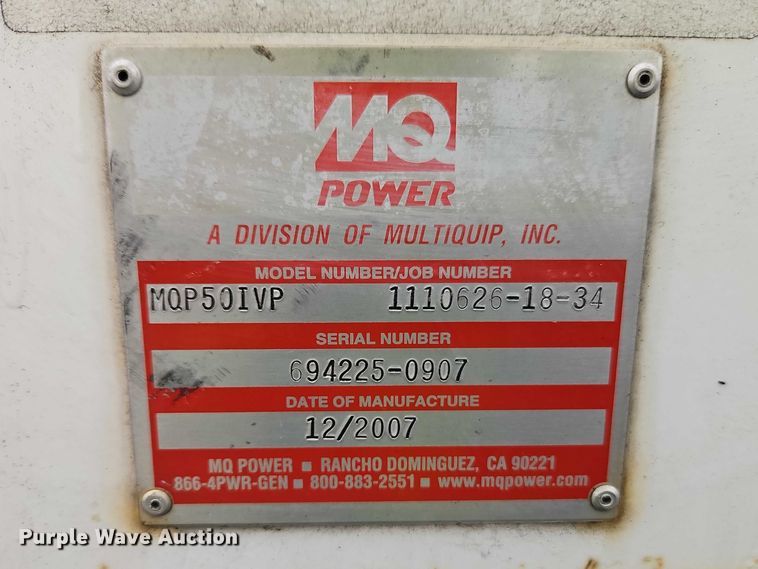 MQ
POWER
A DIVISION OF MULTIQUIP, INC.
MODEL NUMBER/JOB NUMBER
MQP50IVP 1110626-18-34
SERIAL NUMBER
694225-0907
DATE OF MANUFACTURE
12/2007
MQ POWER ■ RANCHO DOMINGUEZ, CA 90221
866-4PWR-GEN ■ 800-883-2551 ■ www.mqpower.com
Purple Wave Auction